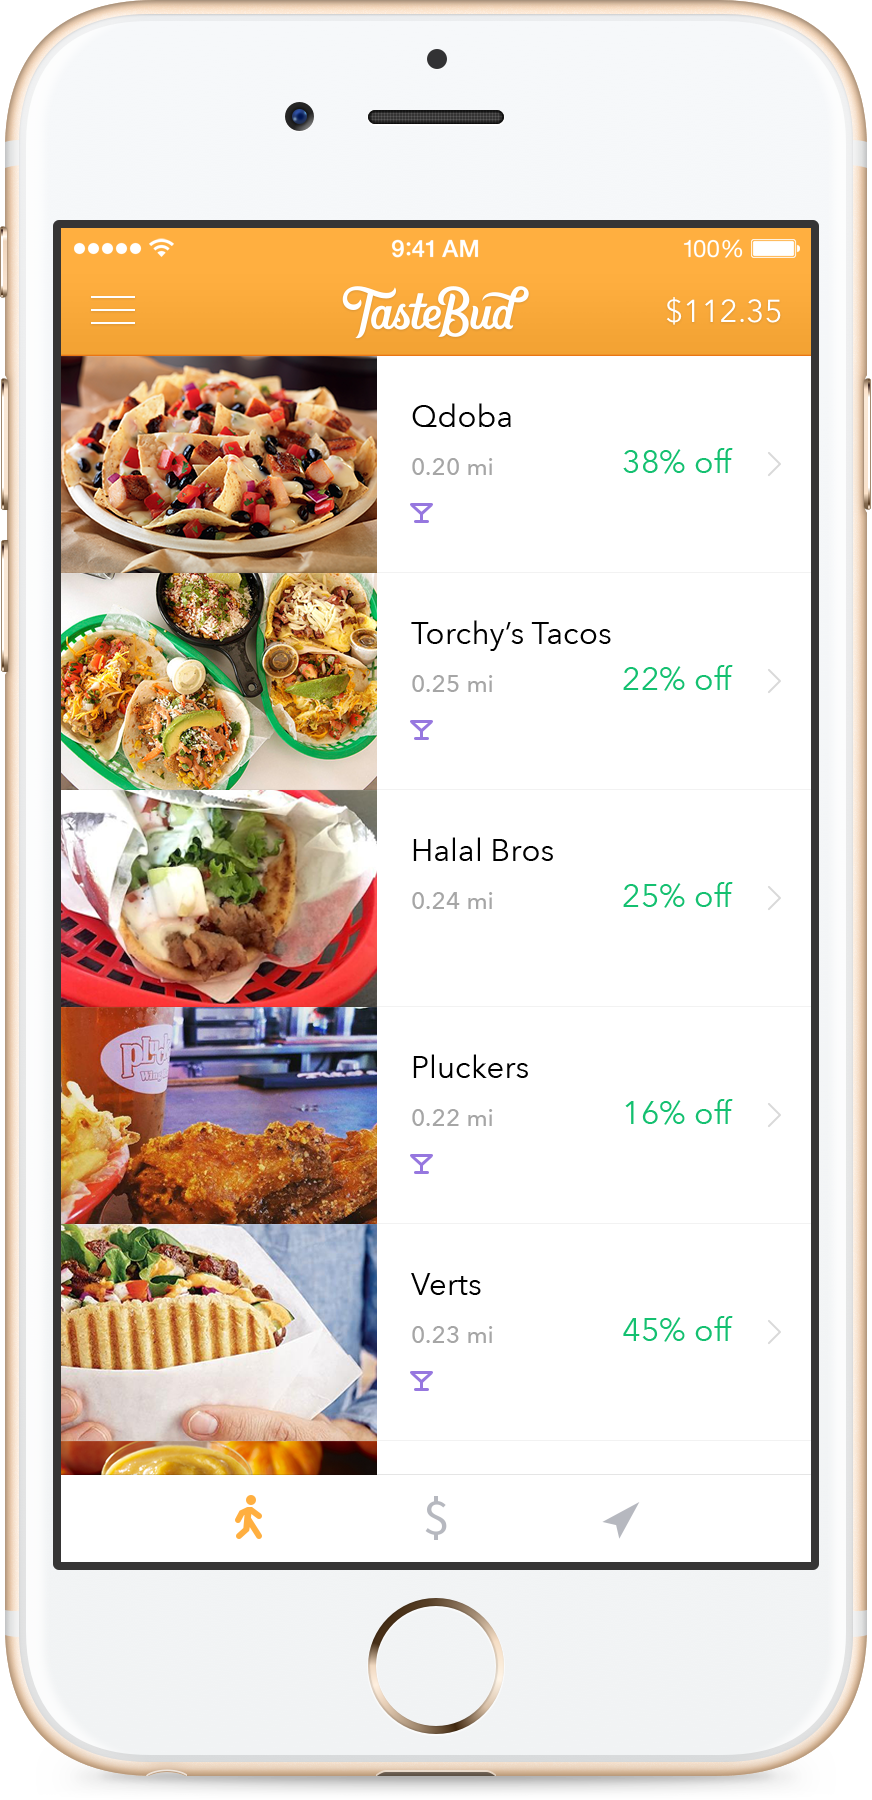 9:41 AM
100%
TasteBud
$112.35
Qdoba
0.20 mi
38% off
Torchy’s Tacos
0.25 mi
22% off
Halal Bros
0.24 mi
25% off
Pluckers
0.22 mi
16% off
Verts
0.23 mi
45% off
$